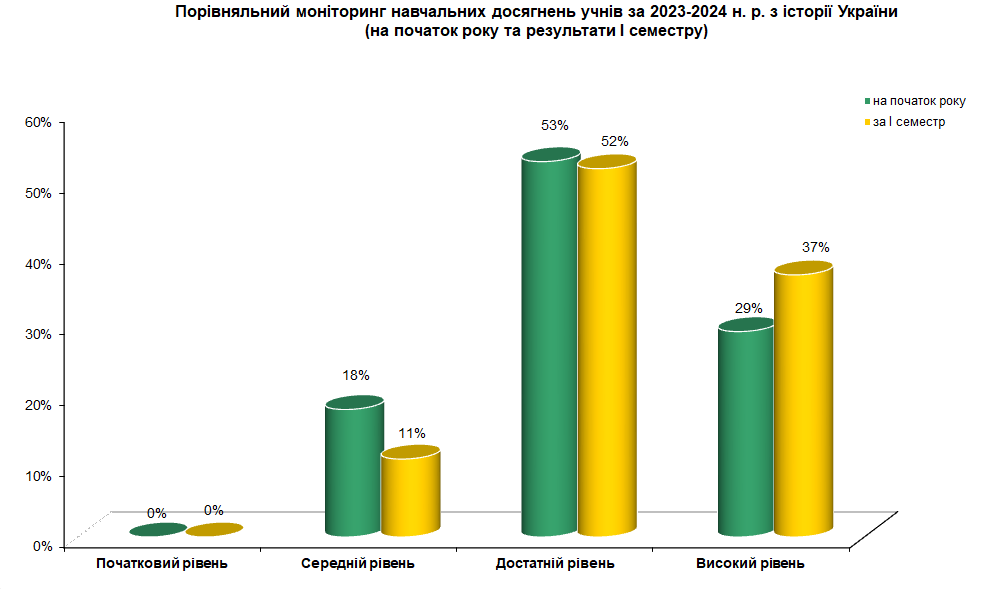 Порівняльний моніторинг навчальних досягнень учнів за 2023-2024 н. р. з історії України
(на початок року та результати І семестру)
на початок року
за І семестр
60%
50%
40%
30%
20%
10%
0%
0%
0%
18%
11%
53%
52%
29%
37%
Початковий рівень
Середній рівень
Достатній рівень
Високий рівень